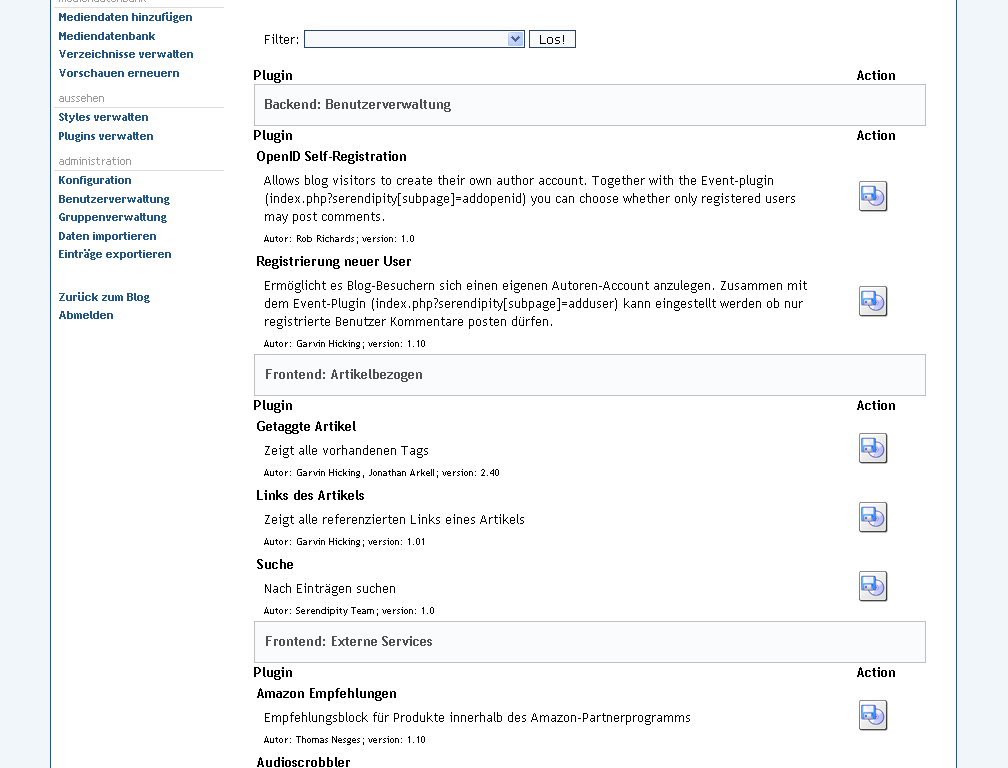 mediendatenbank
Mediendaten hinzufügen
Mediendatenbank
Verzeichnisse verwalten
Vorschauen erneuern
aussehen
Styles verwalten
Plugins verwalten
administration
Konfiguration
Benutzerverwaltung
Gruppenverwaltung
Daten importieren
Einträge exportieren
Zurück zum Blog
Abmelden
Filter: Los!
Plugin Action
Backend: Benutzerverwaltung
Plugin Action
OpenID Self-Registration
Allows blog visitors to create their own author account. Together with the Event-plugin
(index.php?serendipity[subpage]=addopenid) you can choose whether only registered users
may post comments.
Autor: Rob Richards; version: 1.0
Registrierung neuer User
Ermöglicht es Blog-Besuchern sich einen eigenen Autoren-Account anzulegen. Zusammen mit
dem Event-Plugin (index.php?serendipity[subpage]=adduser) kann eingestellt werden ob nur
registrierte Benutzer Kommentare posten dürfen.
Autor: Garvin Hicking; version: 1.10
Frontend: Artikelbezogen
Plugin Action
Getaggte Artikel
Zeigt alle vorhandenen Tags
Autor: Garvin Hicking, Jonathan Arkell; version: 2.40
Links des Artikels
Zeigt alle referenzierten Links eines Artikels
Autor: Garvin Hicking; version: 1.01
Suche
Nach Einträgen suchen
Autor: Serendipity Team; version: 1.0
Frontend: Externe Services
Plugin Action
Amazon Empfehlungen
Empfehlungsblock für Produkte innerhalb des Amazon-Partnerprogramms
Autor: Thomas Nesges; version: 1.10
Audioscrobbler